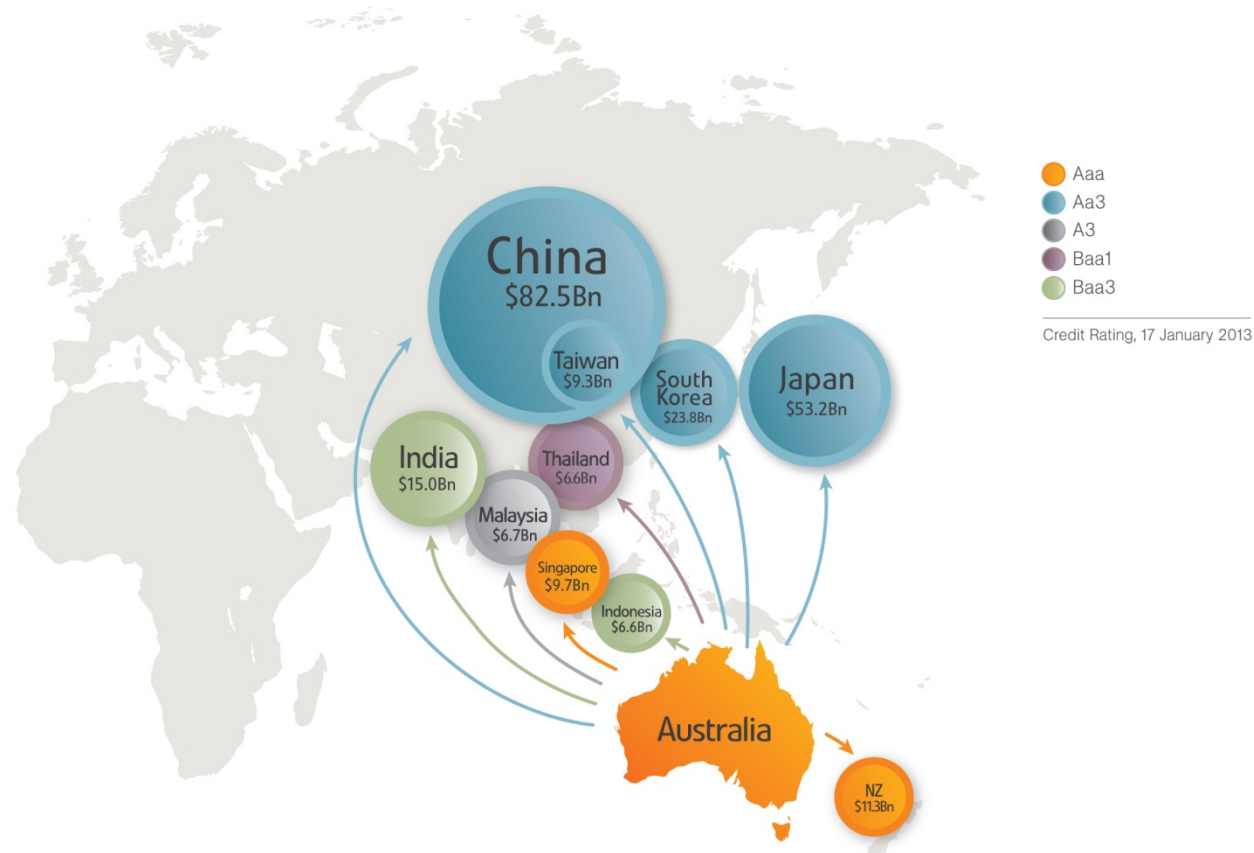 China
$82.5Bn
Taiwan
$9.3Bn
South
Korea
$23.8Bn
Japan
$53.2Bn
India
$15.0Bn
Thailand
$6.6Bn
Malaysia
$6.7Bn
Singapore
$9.7Bn
Indonesia
$6.6Bn
Australia
NZ
$11.3Bn
Aaa
Aa3
A3
Baa1
Baa3
Credit Rating, 17 January 2013